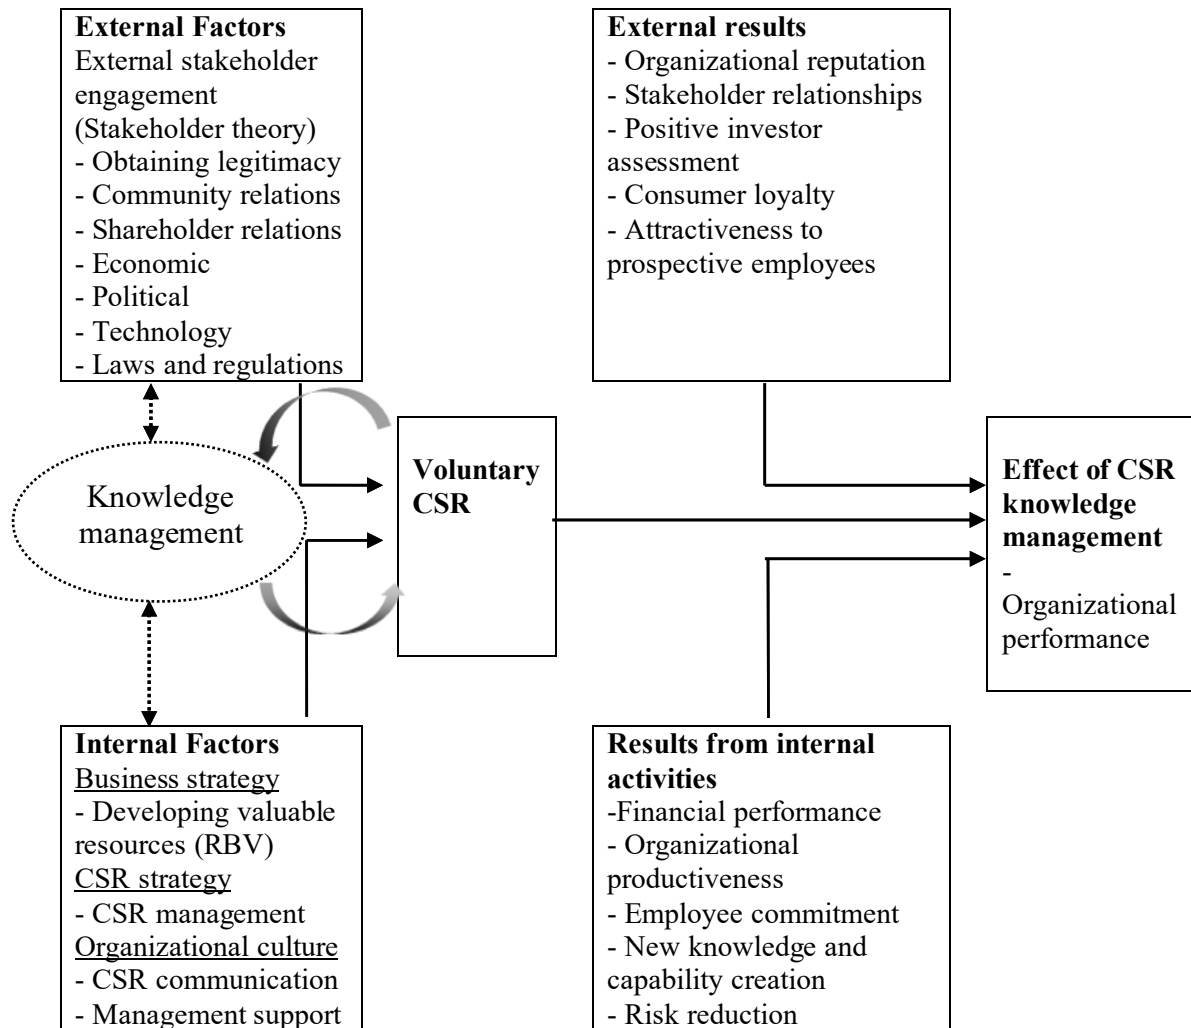 External Factors
External stakeholder
engagement
(Stakeholder theory)
- Obtaining legitimacy
- Community relations
- Shareholder relations
- Economic
- Political
- Technology
- Laws and regulations
External results
- Organizational reputation
- Stakeholder relationships
- Positive investor
assessment
- Consumer loyalty
- Attractiveness to
prospective employees
Knowledge
management
Voluntary
CSR
Effect of CSR
knowledge
management
-
Organizational
performance
Internal Factors
Business strategy
- Developing valuable
resources (RBV)
CSR strategy
- CSR management
Organizational culture
- CSR communication
- Management support
Results from internal
activities
-Financial performance
- Organizational
productiveness
- Employee commitment
- New knowledge and
capability creation
- Risk reduction